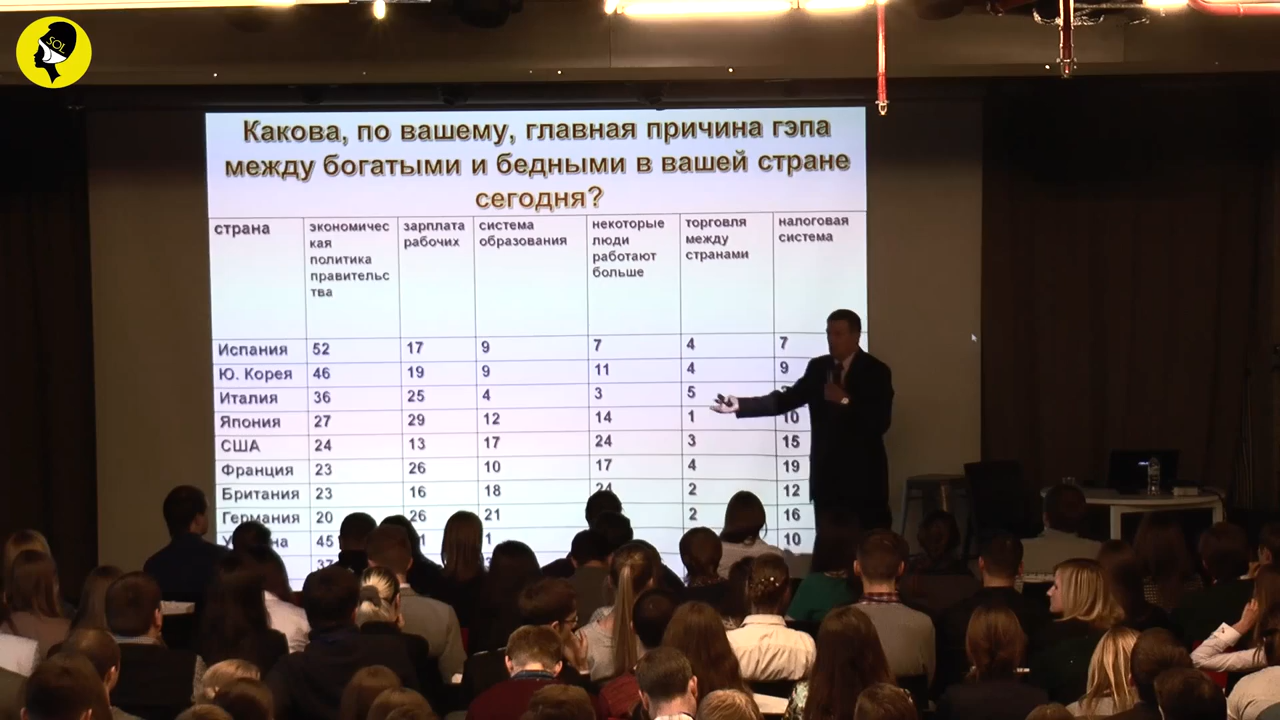 SOL
Какова, по вашему, главная причина гэпа
между богатыми и бедными в вашей стране
сегодня?
страна экономичес зарплата система некоторые торговля налоговая
кая рабочих образования люди между система
политика работают странами
правительс больше
тва
Испания 52 17 9 7 4 7
Ю. Корея 46 19 9 11 4 9
Италия 36 25 4 3 5
Япония 27 29 12 14 1 10
США 24 13 17 24 3 15
Франция 23 26 10 17 4 19
Британия 23 16 18 24 2 12
Германия 20 26 21 2 16
45 1 10